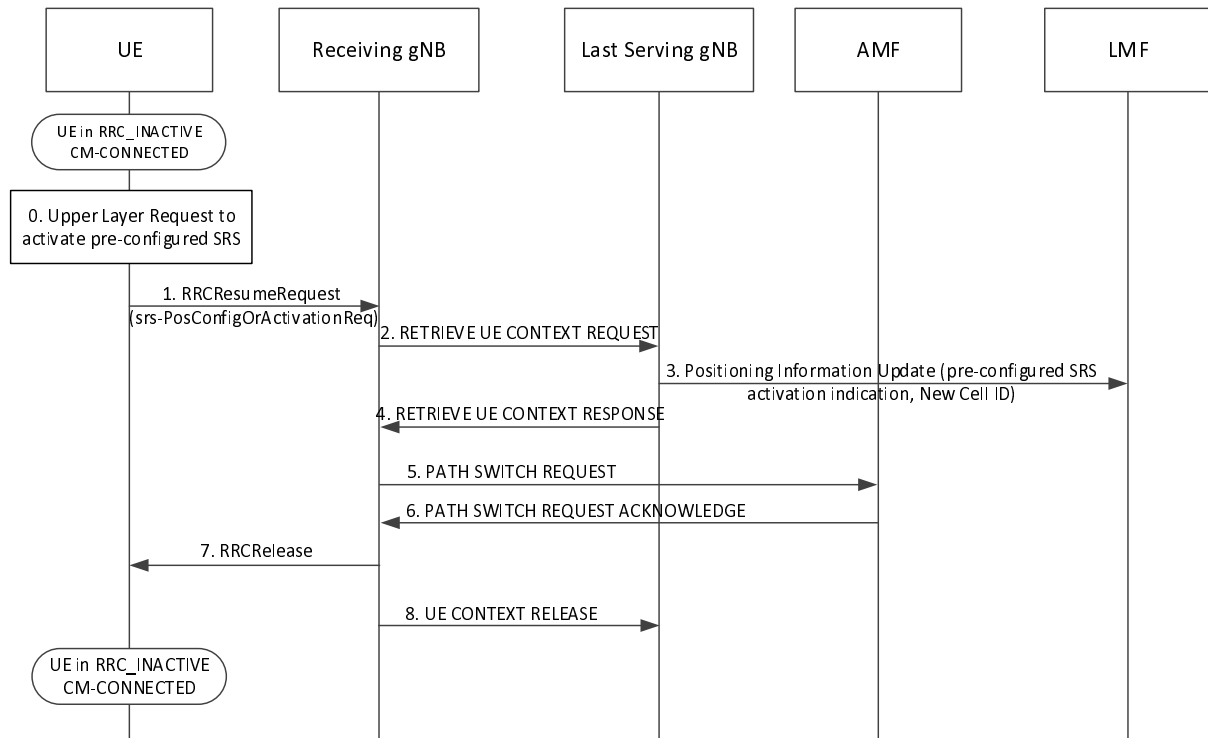 UE
Receiving gNB
Last Serving gNB
AMF
LMF
UE in RRC_INACTIVE
CM-CONNECTED
0. Upper Layer Request to
activate pre-configured SRS
1. RRCResumeRequest
(srs-PosConfigOrActivationReq)
2. RETRIEVE UE CONTEXT REQUEST
3. Positioning Information Update (pre-configured SRS
activation indication, New Cell ID)
4. RETRIEVE UE CONTEXT RESPONSE
5. PATH SWITCH REQUEST
6. PATH SWITCH REQUEST ACKNOWLEDGE
7. RRCRelease
8. UE CONTEXT RELEASE
UE in RRC_INACTIVE
CM-CONNECTED